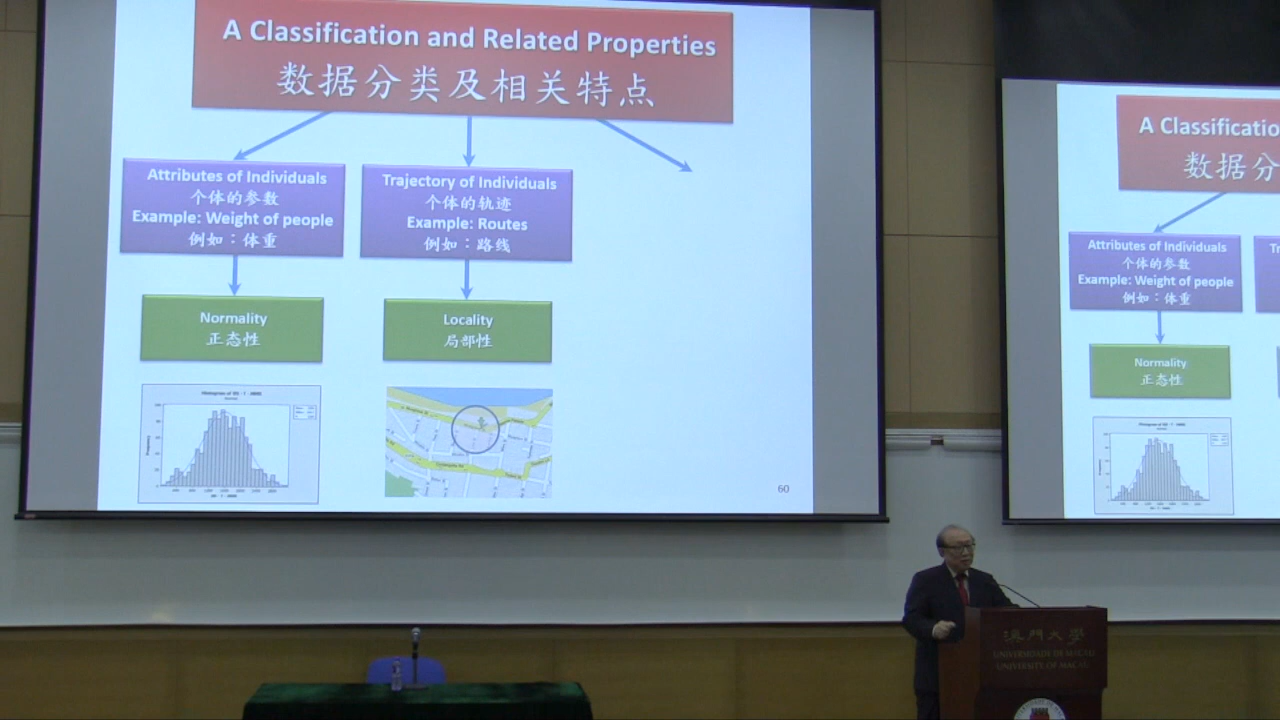 A Classification and Related Properties
数据分类及相关特点
Attributes of Individuals
个体的参数
Example: Weight of people
例如：体重
Trajectory of Individuals
个体的轨迹
Example: Routes
例如：路线
Normality
正态性
Locality
局部性
Frequency
60
A Classificatio
数据分
Attributes of Individuals
个体的参数
Example: Weight of people
例如：体重
Tr
Normality
正态性
澳門大學
UNIVERSIDADE DE MACAU
UNIVERSITY OF MACAU